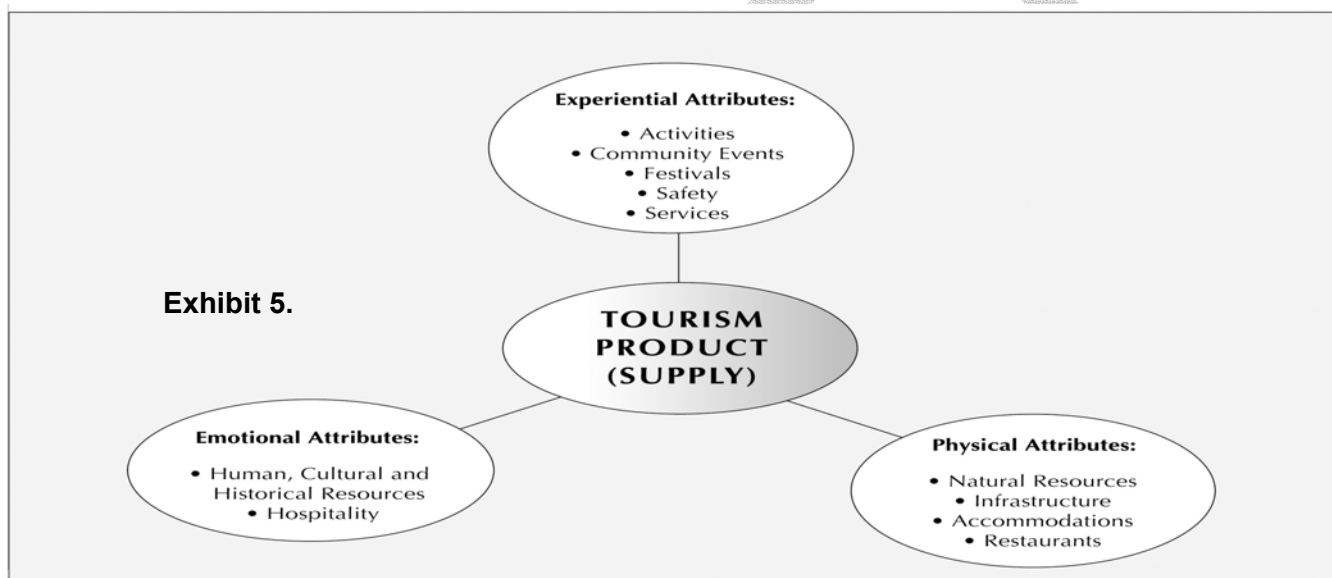 Experiential Attributes:
• Activities
• Community Events
• Festivals
• Safety
• Services
Exhibit 5.
TOURISM
PRODUCT
(SUPPLY)
Emotional Attributes:
• Human, Cultural and
Historical Resources
• Hospitality
Physical Attributes:
• Natural Resources
• Infrastructure
• Accommodations
• Restaurants